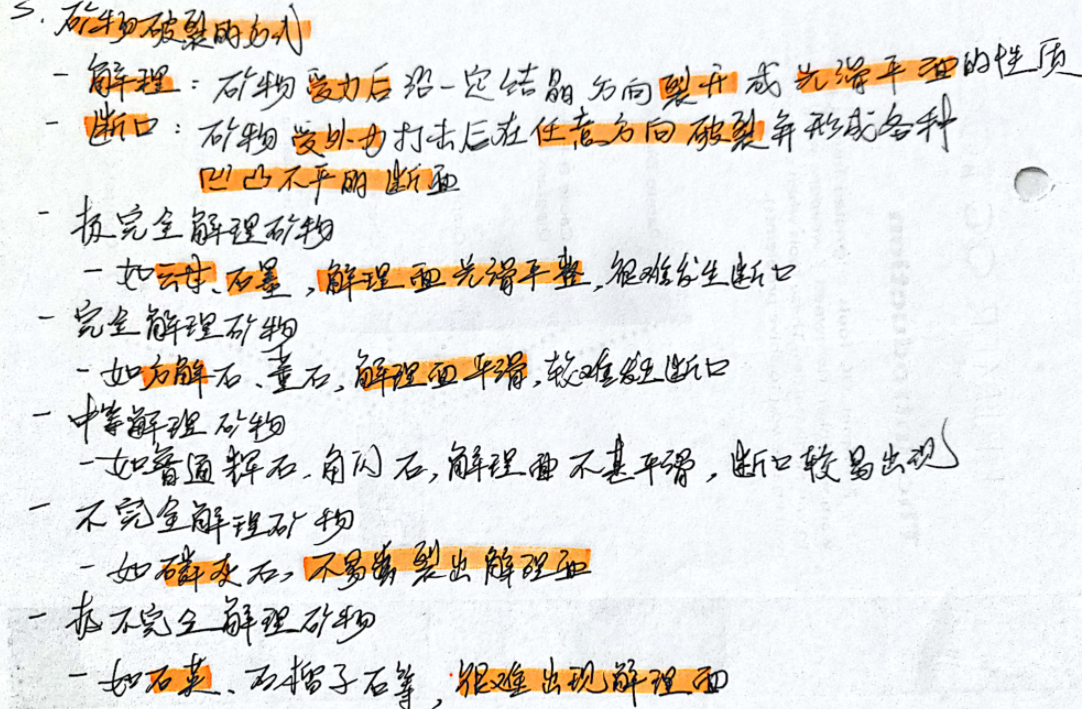 5. 矿物破裂的方式
- 解理：矿物受力后沿一定结晶方向裂开成光滑平面的性质
- 断口：矿物受外力打击后在任意方向破裂并形成各种
凹凸不平的断面
- 极完全解理矿物
- 如云母、石墨，解理面光滑平整，很难发生断口
- 完全解理矿物
- 如方解石、萤石，解理面平滑，较难发生断口
- 中等解理矿物
- 如普通辉石、角闪石，解理面不甚平滑，断口较易出现
- 不完全解理矿物
- 如磷灰石，不易裂出解理面
- 极不完全解理矿物
- 如石英、石榴子石等，很难出现解理面